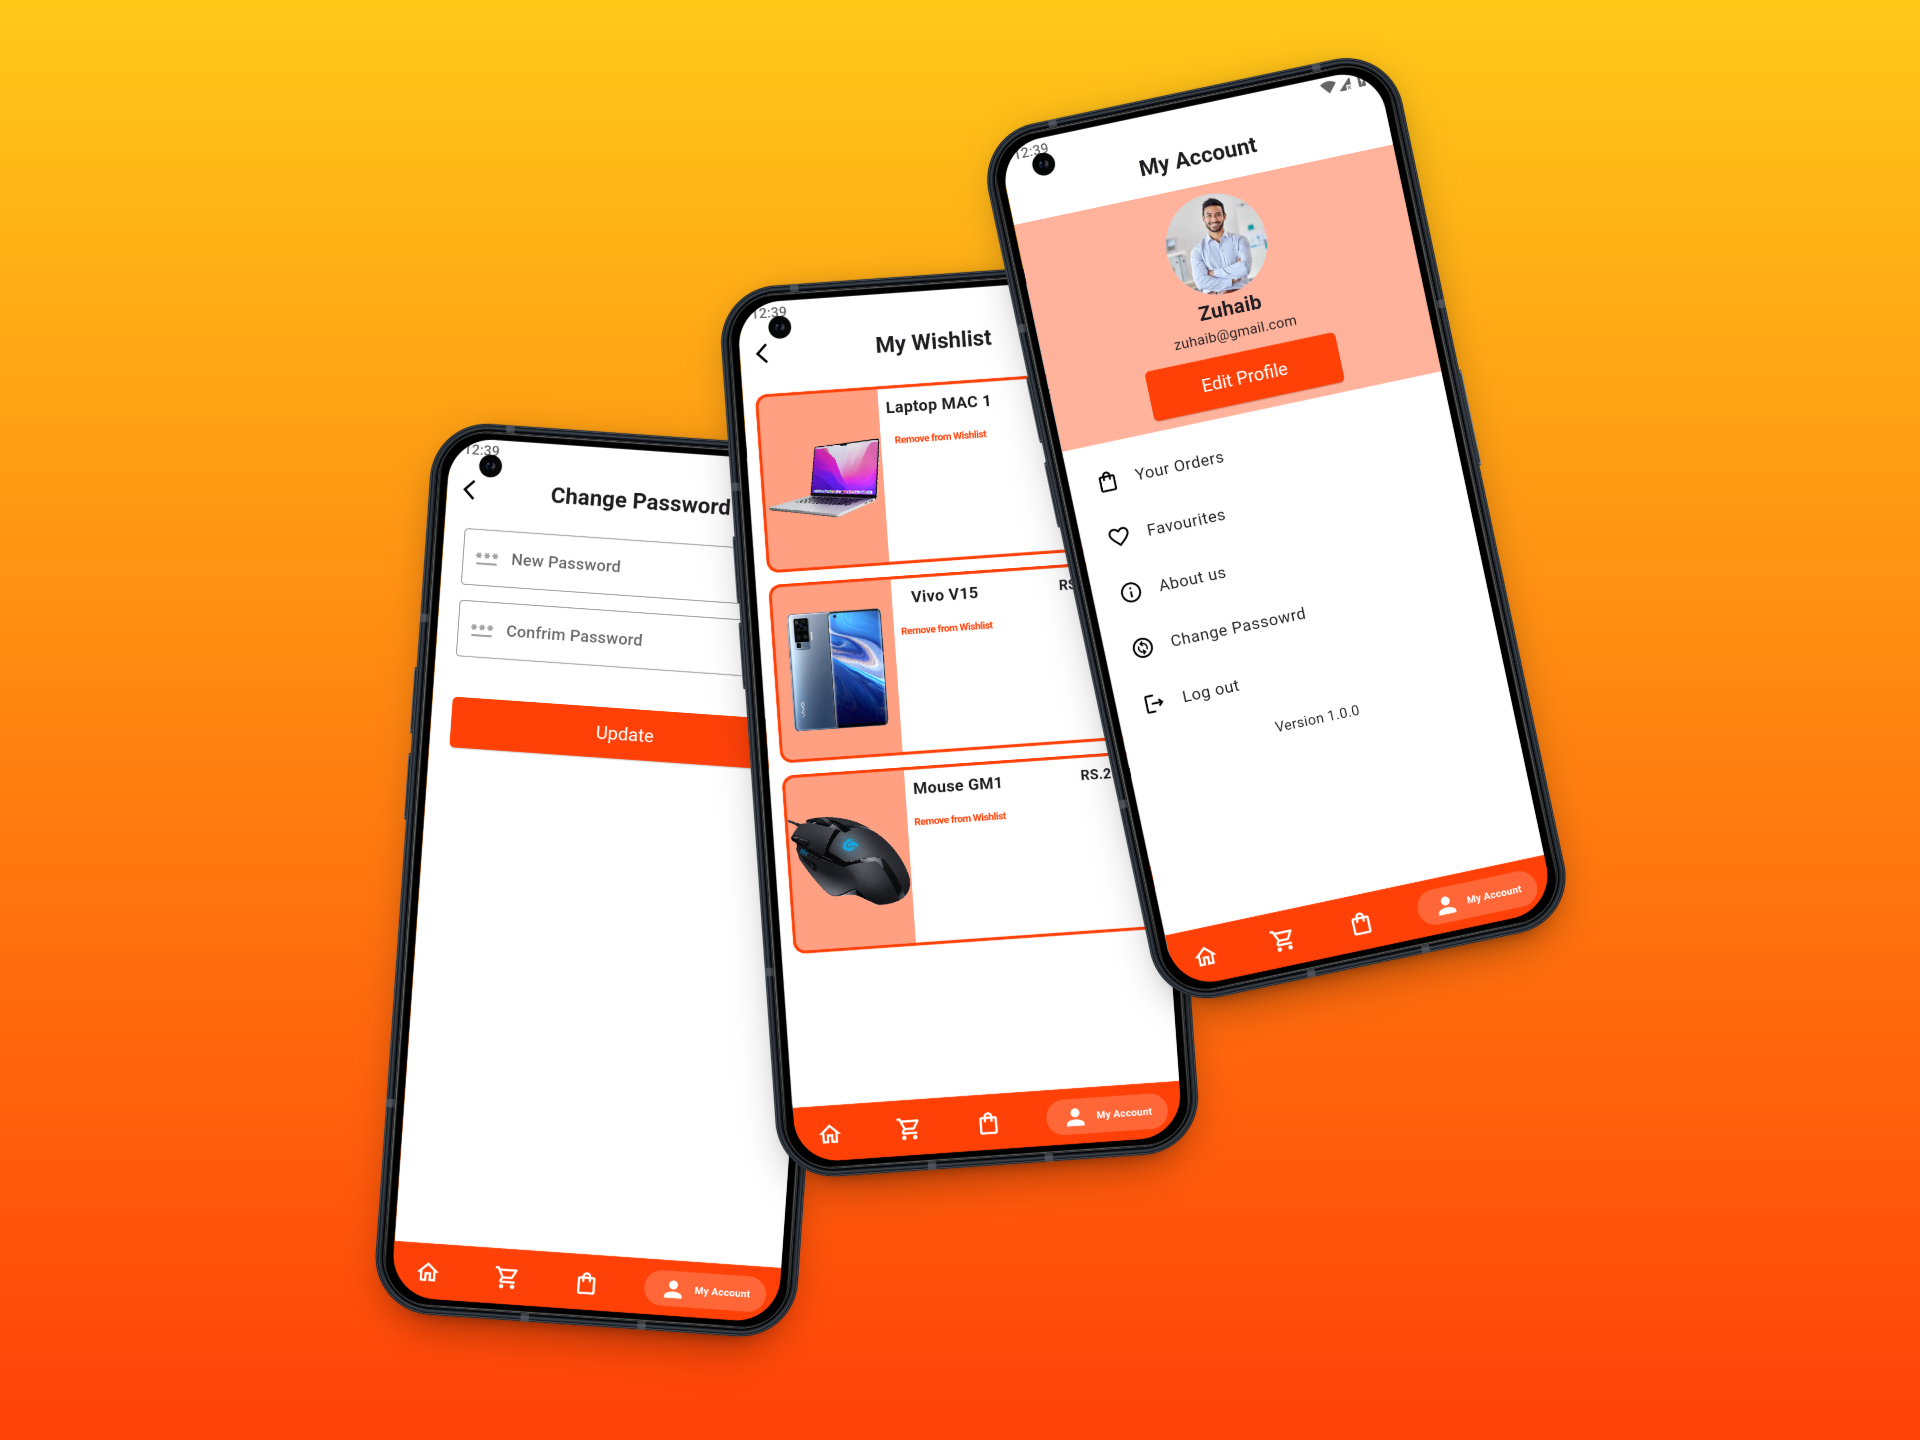 12:39
Change Password
New Password
Confrim Password
Update
My Account
12:39
My Wishlist
Laptop MAC 1
Remove from Wishlist
Vivo V15
RS
Remove from Wishlist
Mouse GM1
RS.2
Remove from Wishlist
My Account
12:39
My Account
Zuhaib
zuhaib@gmail.com
Edit Profile
Your Orders
Favourites
About us
Change Passowrd
Log out
Version 1.0.0
My Account